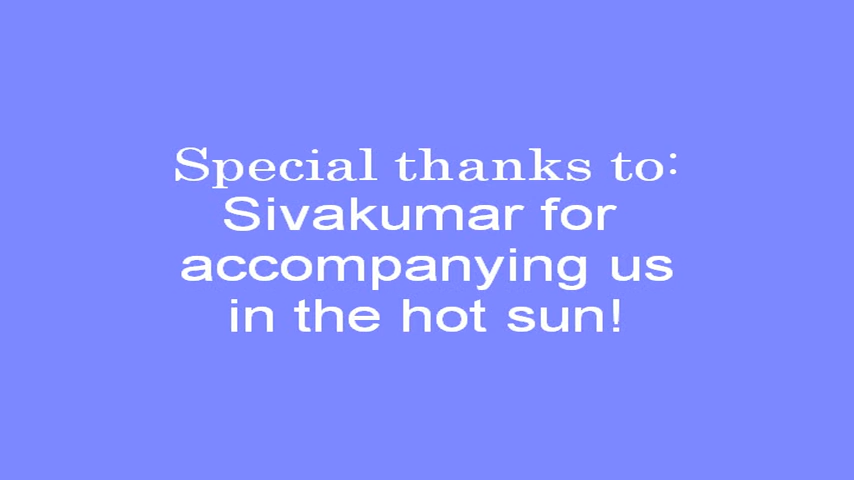 Special thanks to:
Sivakumar for
accompanying us
in the hot sun!